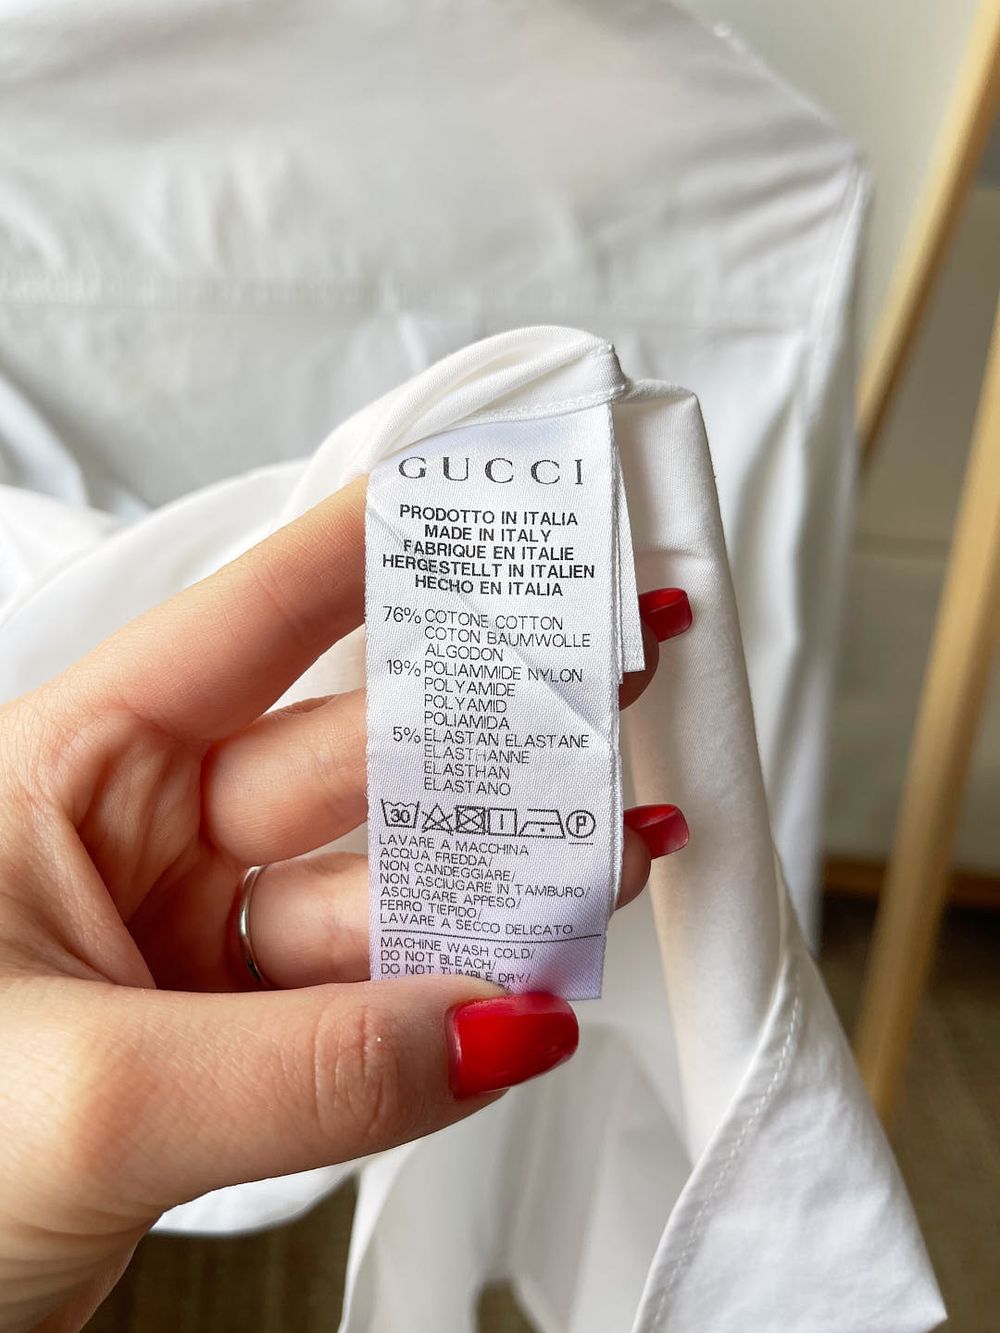 GUCCI
PRODOTTO IN ITALIA
MADE IN ITALY
FABRIQUE EN ITALIE
HERGESTELLT IN ITALIEN
HECHO EN ITALIA
76% COTONE COTTON
COTON BAUMWOLLE
ALGODON
19% POLIAMMIDE NYLON
POLYAMIDE
POLYAMID
POLIAMIDA
5% ELASTAN ELASTANE
ELASTHANNE
ELASTHAN
ELASTANO
30 P
LAVARE A MACCHINA
ACQUA FREDDA/
NON CANDEGGIARE/
NON ASCIUGARE IN TAMBURO/
ASCIUGARE APPESO/
FERRO TIEPIDO/
LAVARE A SECCO DELICATO
MACHINE WASH COLD/
DO NOT BLEACH/
DO NOT TUMBLE DRY/